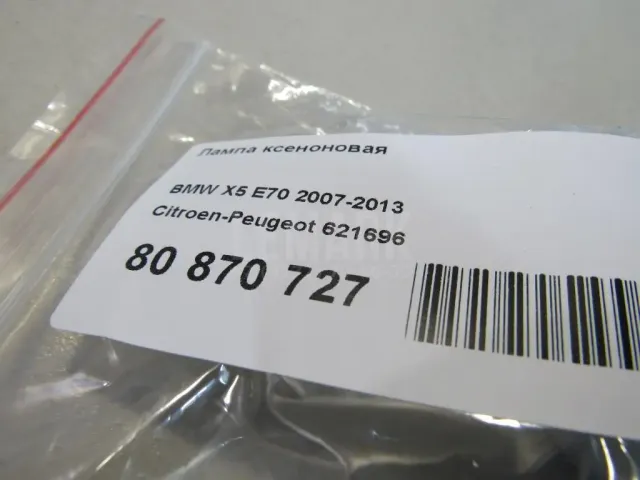 Лампа ксеноновая
BMW X5 E70 2007-2013
Citroen-Peugeot 621696
80 870 727